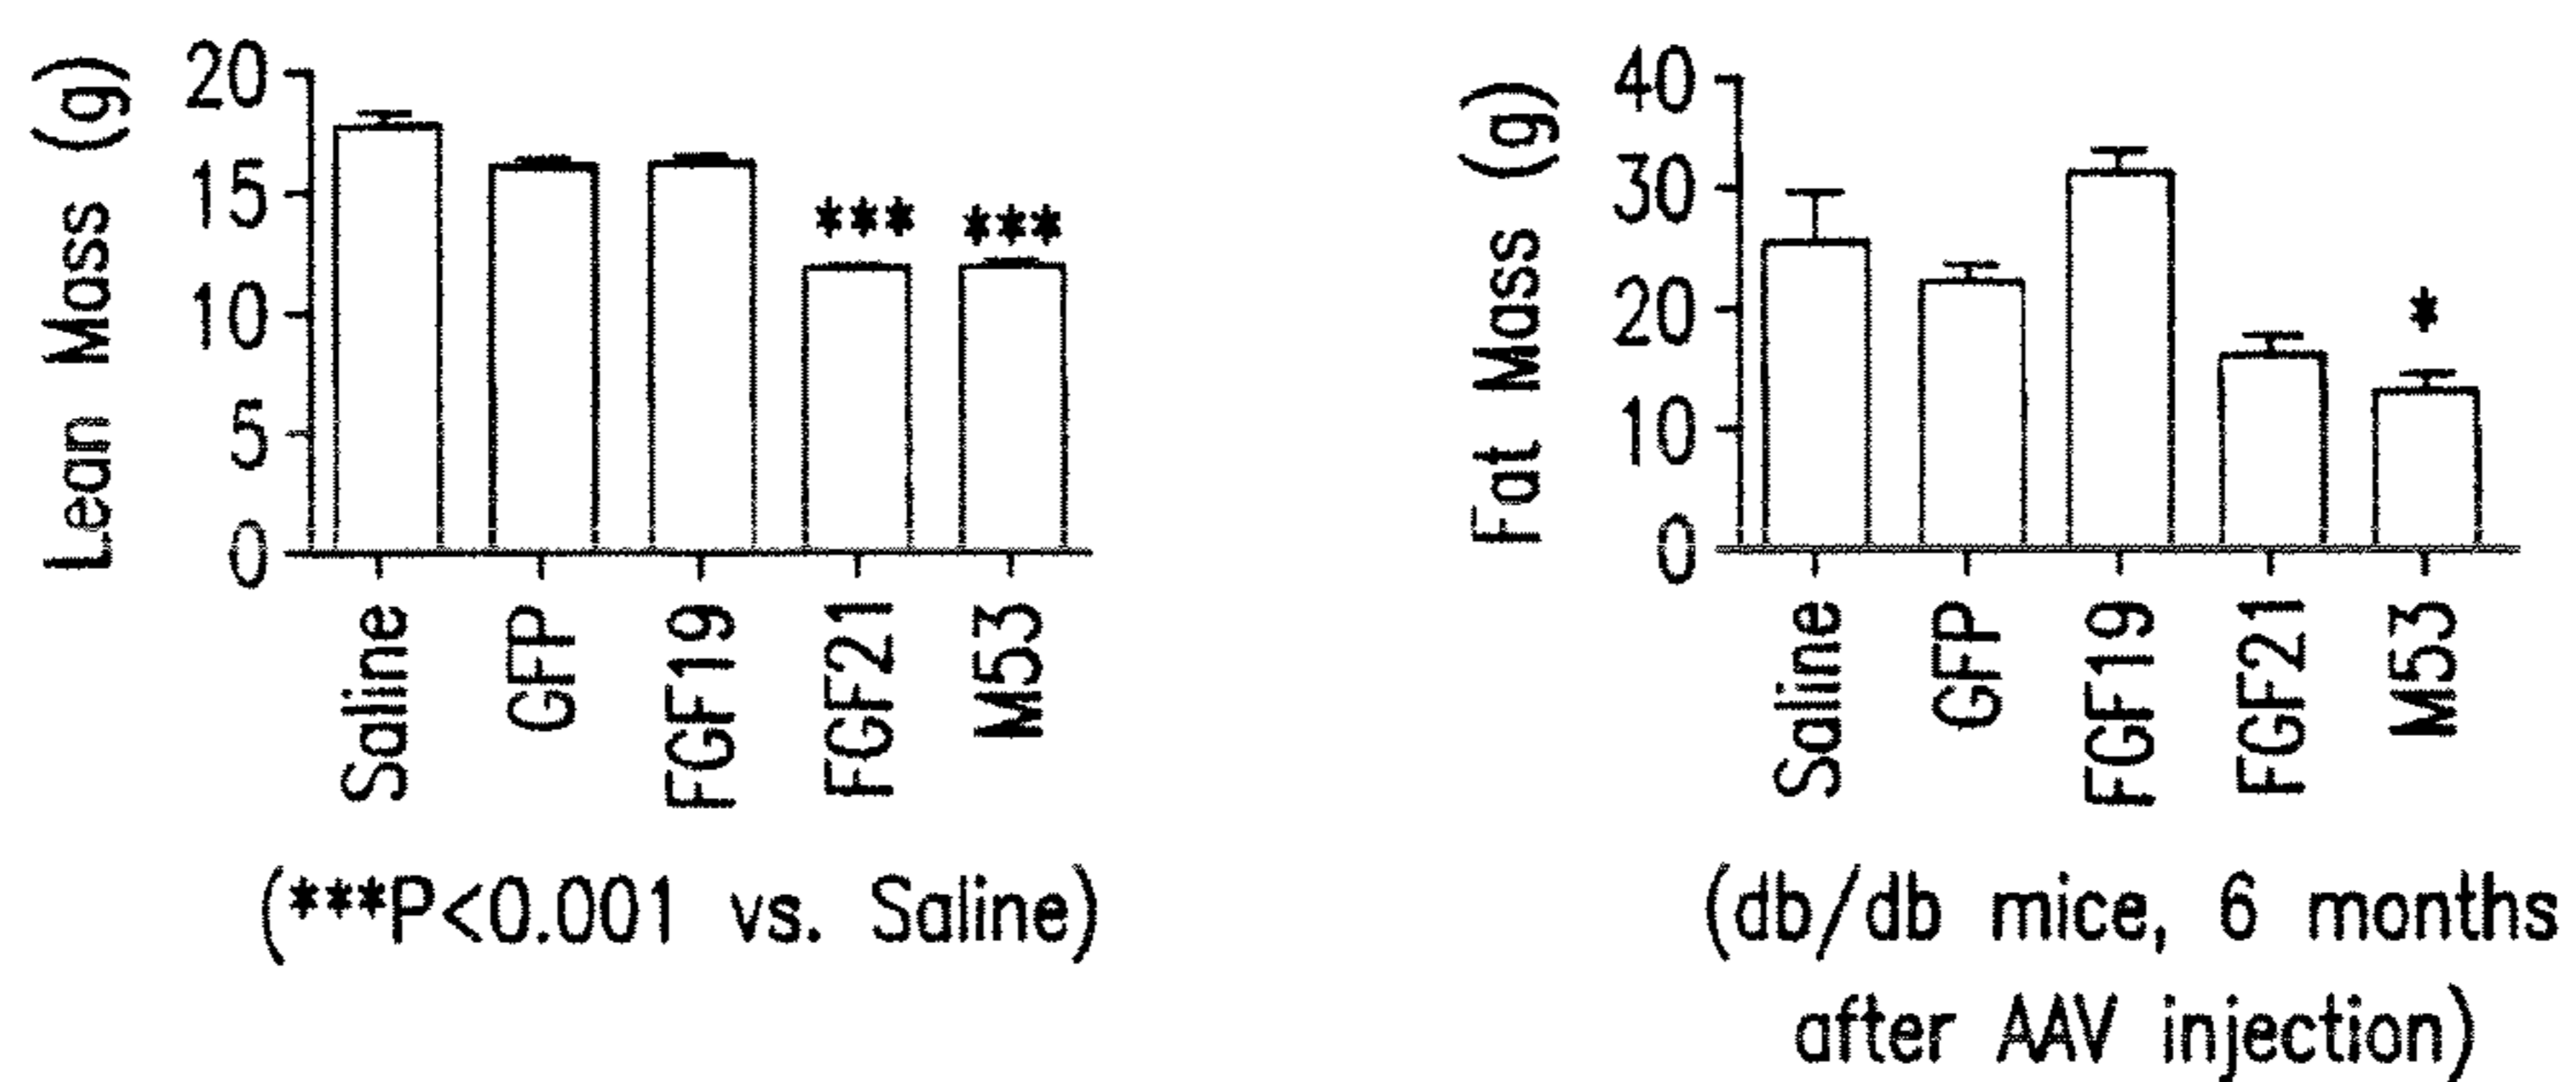 Lean Mass (g)
20
15
10
5
0
*** ***
Saline
GFP
FGF19
FGF21
M53
(***P<0.001 vs. Saline)
Fat Mass (g)
40
30
20
10
0
*
Saline
GFP
FGF19
FGF21
M53
(db/db mice, 6 months
after AAV injection)